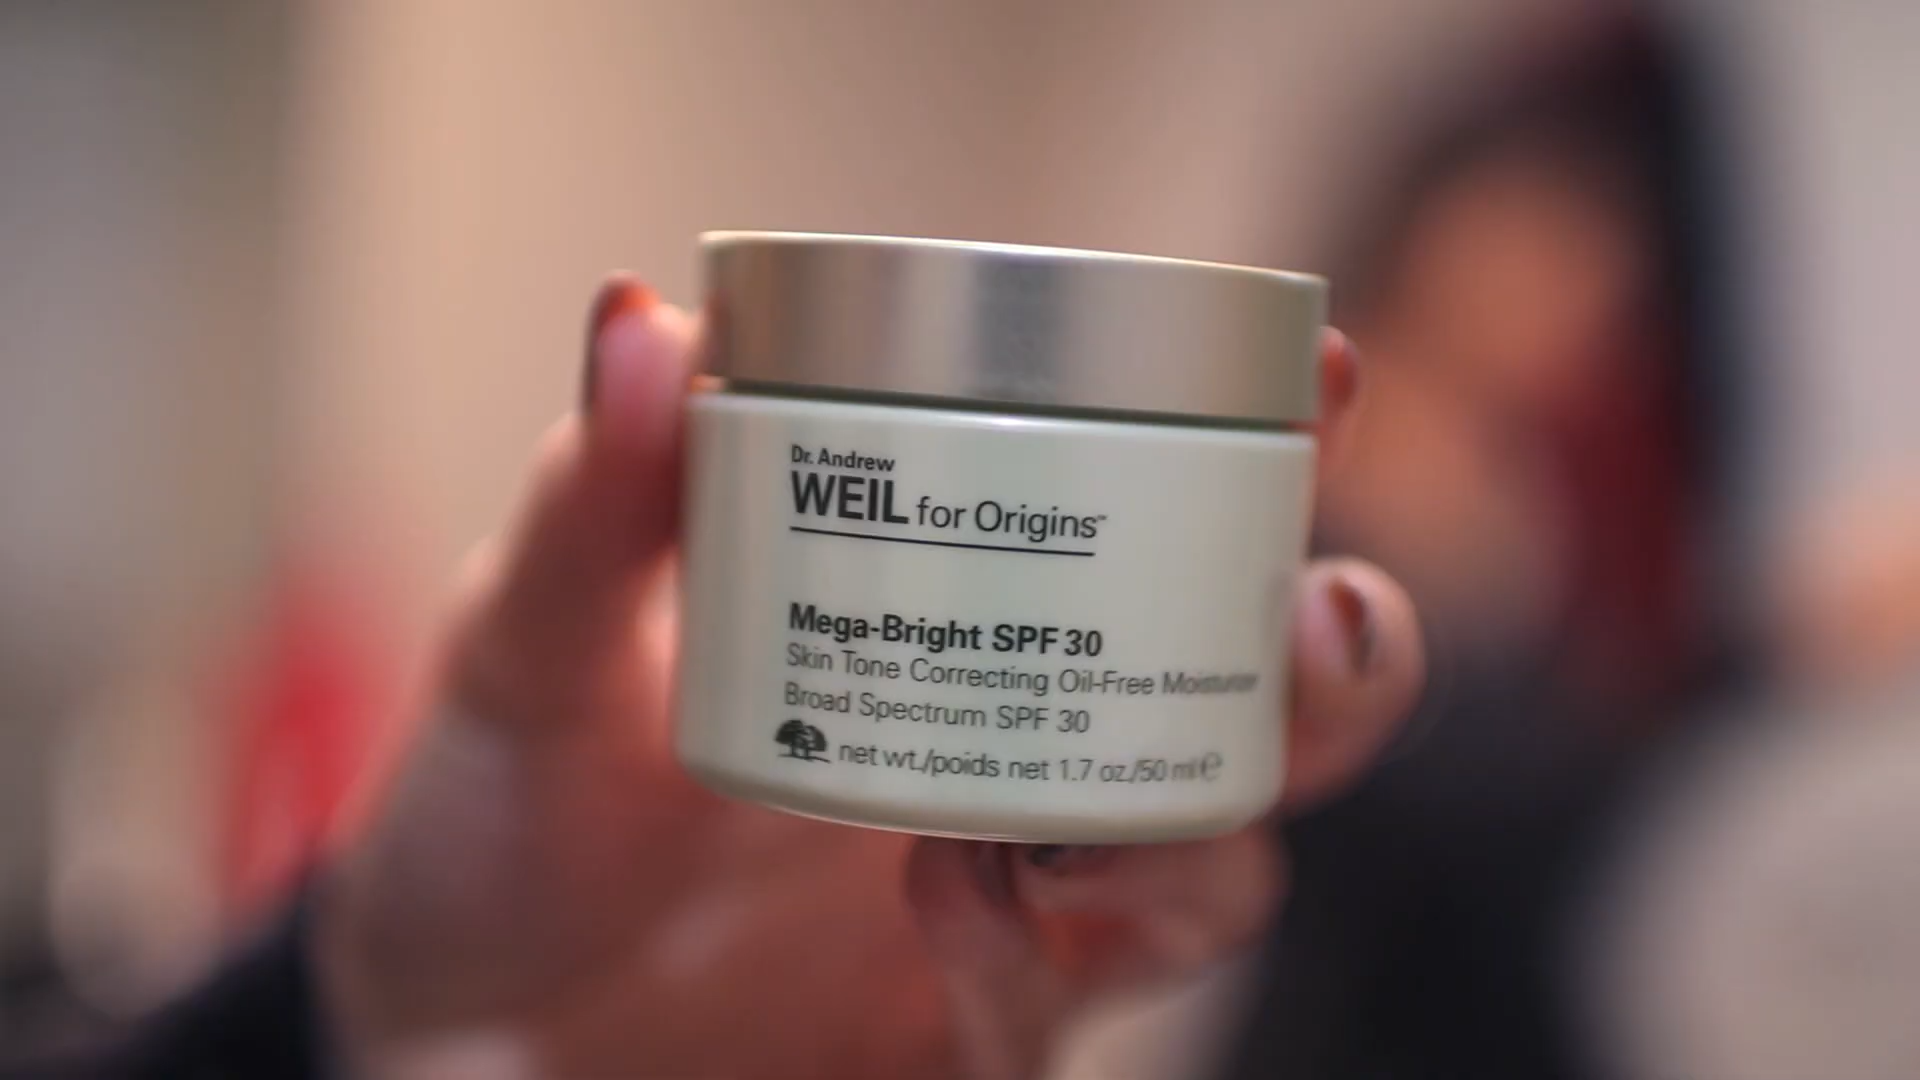 Dr. Andrew
WEIL for Origins™
Mega-Bright SPF 30
Skin Tone Correcting Oil-Free Moisturizer
Broad Spectrum SPF 30
net wt./poids net 1.7 oz./50 ml ℮